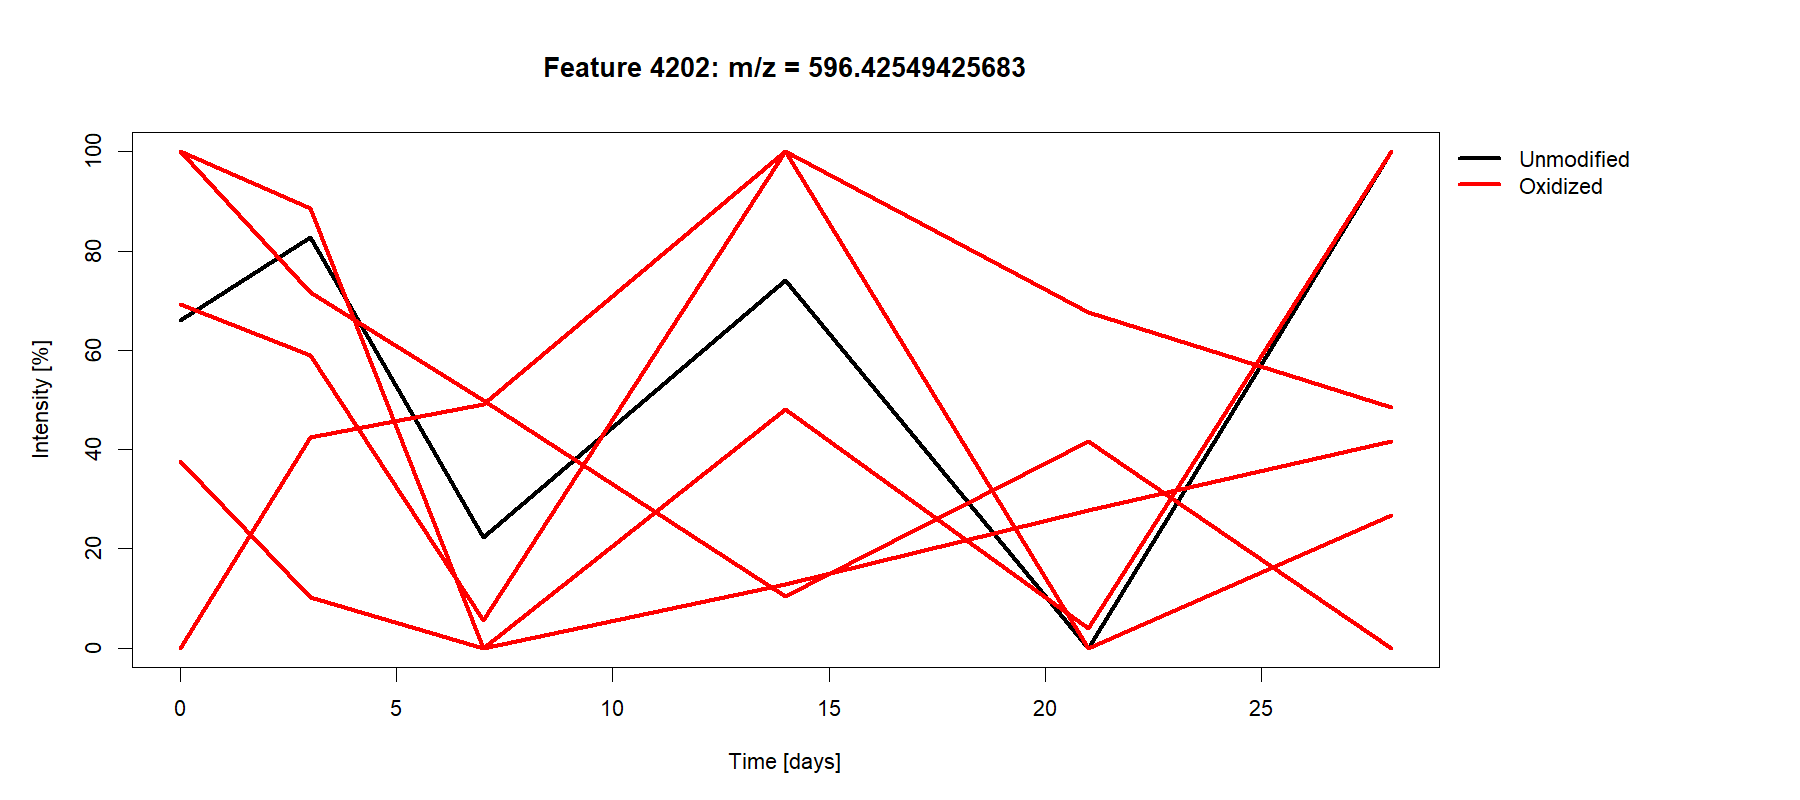 Feature 4202: m/z = 596.42549425683
Unmodified
Oxidized
Intensity [%]
100
80
60
40
20
0
0 5 10 15 20 25
Time [days]